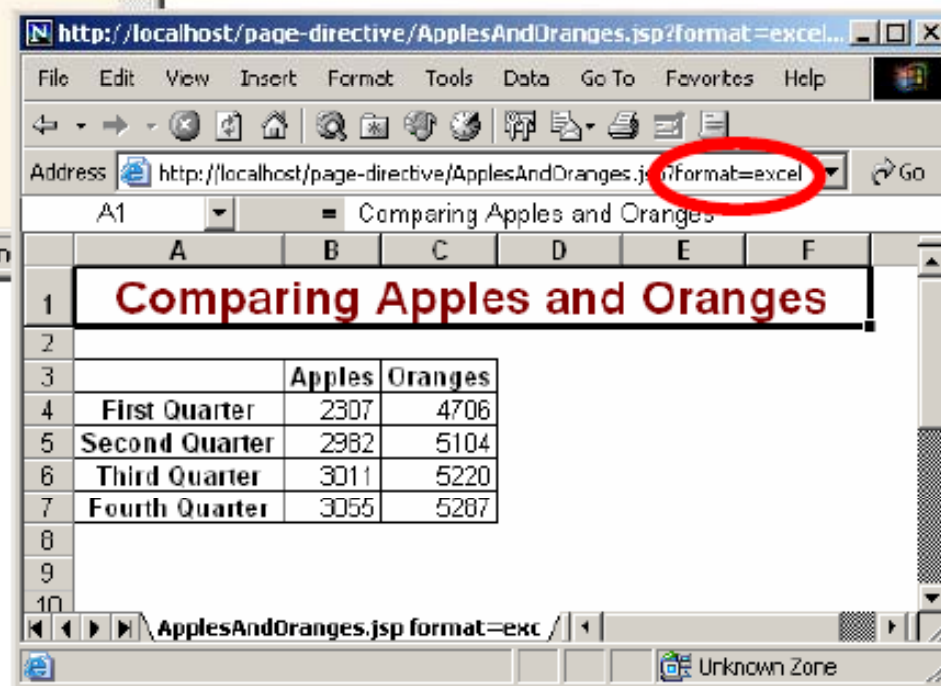 http://localhost/page-directive/ApplesAndOranges.jsp?format=excel...
File Edit View Insert Format Tools Data Go To Favorites Help
Address http://localhost/page-directive/ApplesAndOranges.jsp?format=excel Go
A1 = Comparing Apples and Oranges
A B C D E F
1 Comparing Apples and Oranges
2
3 Apples Oranges
4 First Quarter 2307 4706
5 Second Quarter 2982 5104
6 Third Quarter 3011 5220
7 Fourth Quarter 3055 5287
8
9
10
ApplesAndOranges.jsp format=exc
Unknown Zone